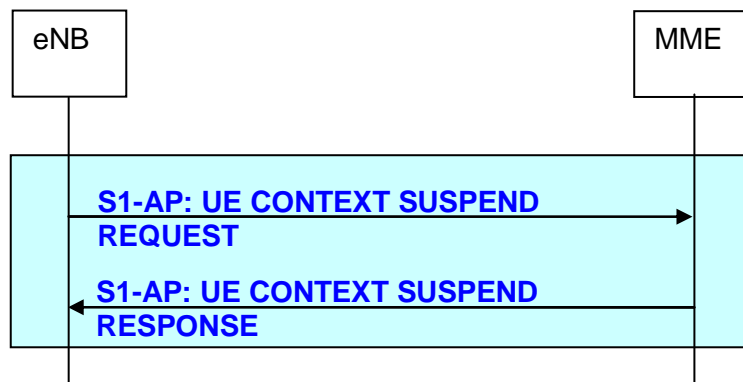 eNB
MME
S1-AP: UE CONTEXT SUSPEND
REQUEST
S1-AP: UE CONTEXT SUSPEND
RESPONSE